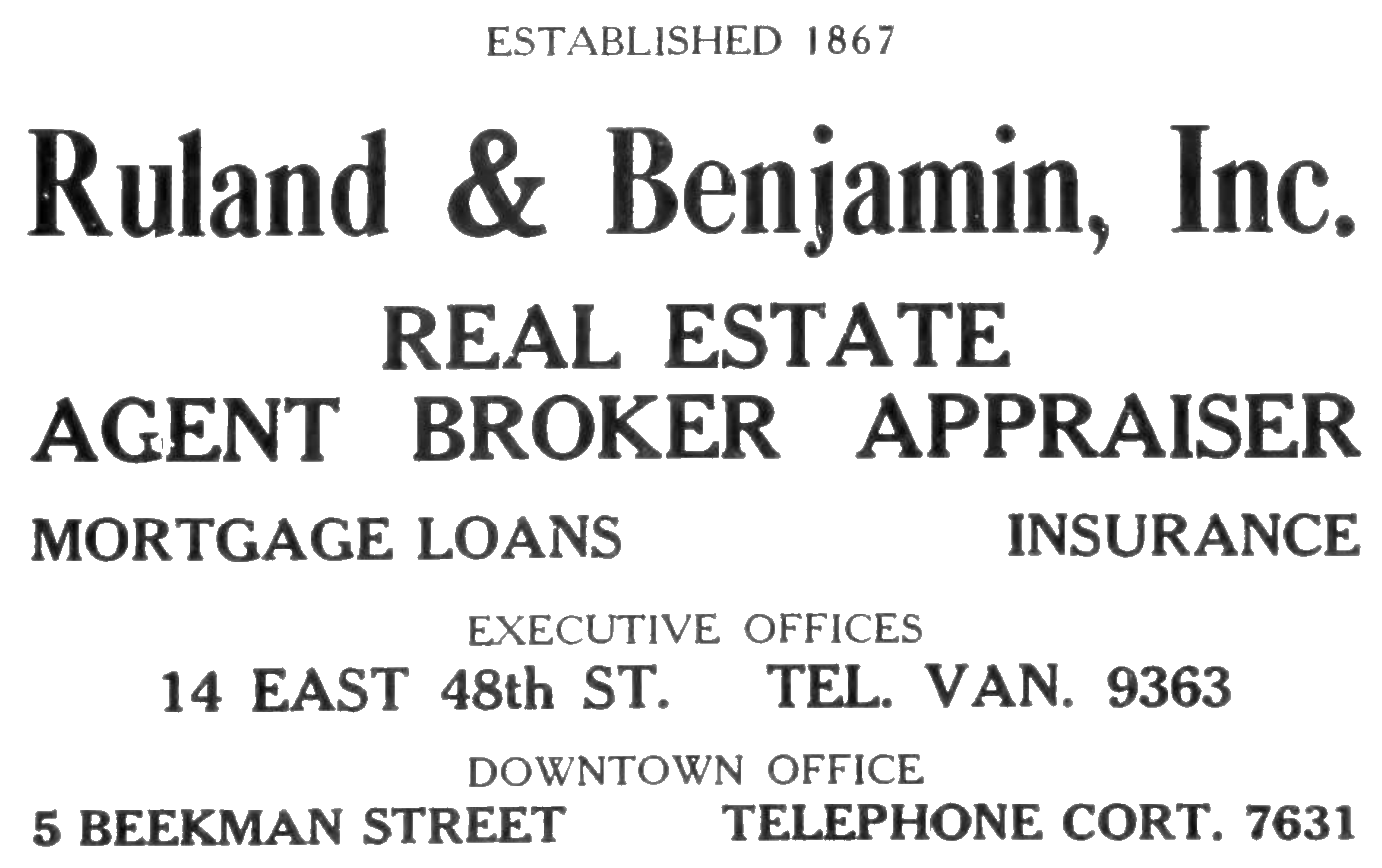 ESTABLISHED 1867
Ruland & Benjamin, Inc.
REAL ESTATE
AGENT BROKER APPRAISER
MORTGAGE LOANS INSURANCE
EXECUTIVE OFFICES
14 EAST 48th ST. TEL. VAN. 9363
DOWNTOWN OFFICE
5 BEEKMAN STREET TELEPHONE CORT. 7631